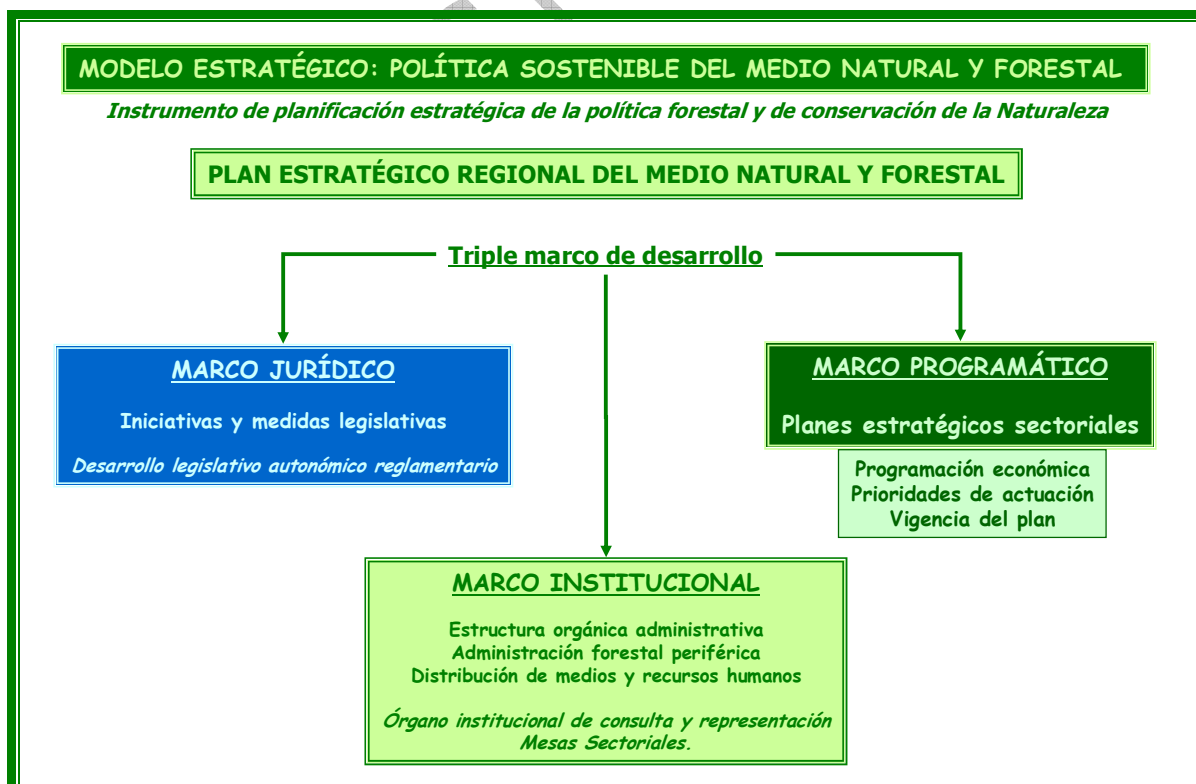 MODELO ESTRATÉGICO: POLÍTICA SOSTENIBLE DEL MEDIO NATURAL Y FORESTAL
Instrumento de planificación estratégica de la política forestal y de conservación de la Naturaleza
PLAN ESTRATÉGICO REGIONAL DEL MEDIO NATURAL Y FORESTAL
Triple marco de desarrollo
MARCO JURÍDICO
Iniciativas y medidas legislativas
Desarrollo legislativo autonómico reglamentario
MARCO PROGRAMÁTICO
Planes estratégicos sectoriales
Programación económica
Prioridades de actuación
Vigencia del plan
MARCO INSTITUCIONAL
Estructura orgánica administrativa
Administración forestal periférica
Distribución de medios y recursos humanos
Órgano institucional de consulta y representación
Mesas Sectoriales.